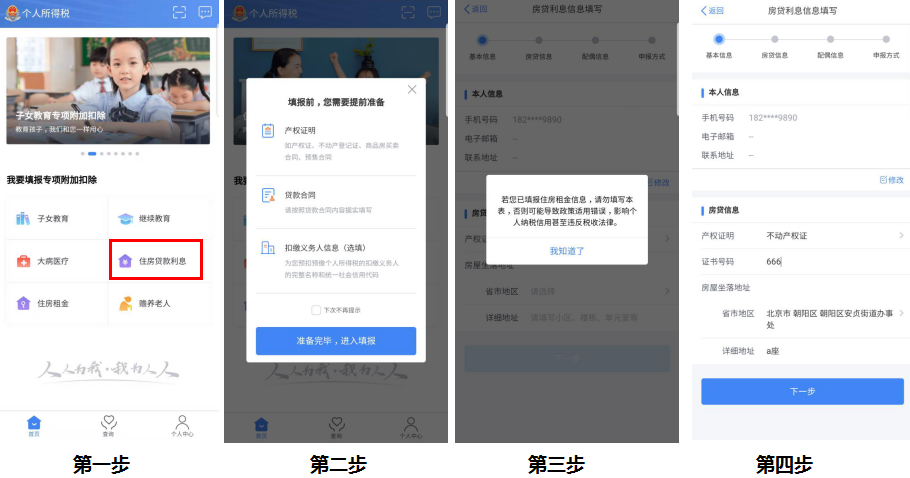 个人所得税
子女教育专项附加扣除
教育孩子，我们和您一样用心
我要填报专项附加扣除
子女教育
继续教育
大病医疗
住房贷款利息
住房租金
赡养老人
人人为我·我为人人
首页
查询
个人中心
第一步
个人所得税
填报前，您需要提前准备
产权证明
如产权证、不动产登记证、商品房买卖
合同、预售合同
贷款合同
请按照贷款合同内容据实填写
扣缴义务人信息（选填）
为您预扣预缴个人所得税的扣缴义务人
的完整名称和统一社会信用代码
下次不再提示
准备完毕，进入填报
人人为我·我为人人
首页
查询
个人中心
第二步
返回
房贷利息信息填写
基本信息
房贷信息
配偶信息
申报方式
本人信息
手机号码
182****9890
电子邮箱
--
联系地址
--
修改
若您已填报住房租金信息，请勿填写本
表，否则可能导致政策适用错误，影响个
人纳税信用甚至违反税收法律。
我知道了
房屋坐落地址
省市地区
请选择
详细地址
请填写小区、楼栋、单元室等
下一步
第三步
返回
房贷利息信息填写
基本信息
房贷信息
配偶信息
申报方式
本人信息
手机号码
182****9890
电子邮箱
--
联系地址
--
修改
房贷信息
产权证明
不动产权证
证书号码
666
房屋坐落地址
省市地区
北京市 朝阳区 朝阳区安贞街道办事
处
详细地址
a座
下一步
第四步